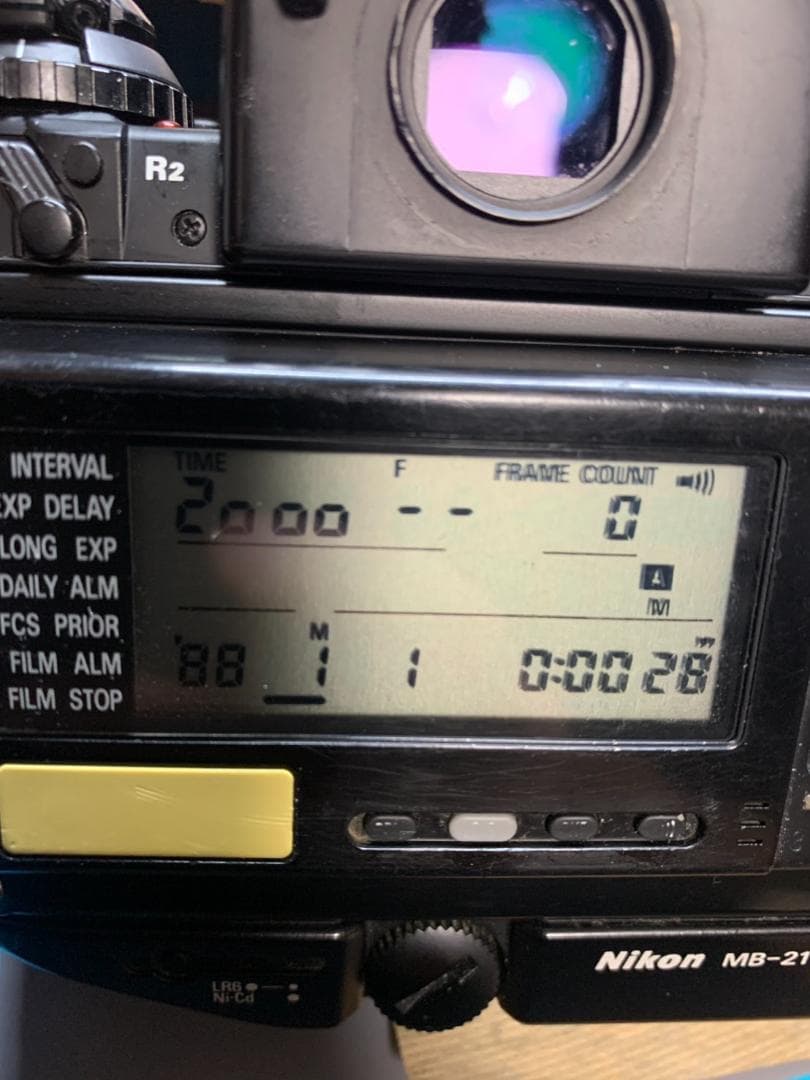 R2
INTERVAL
EXP DELAY
LONG EXP
DAILY ALM
FCS PRIOR
FILM ALM
FILM STOP
TIME F FRAME COUNT
2000 -- 0
A
M
M
'88 1 1 0:00 28
LR6
Ni-Cd
Nikon MB-21